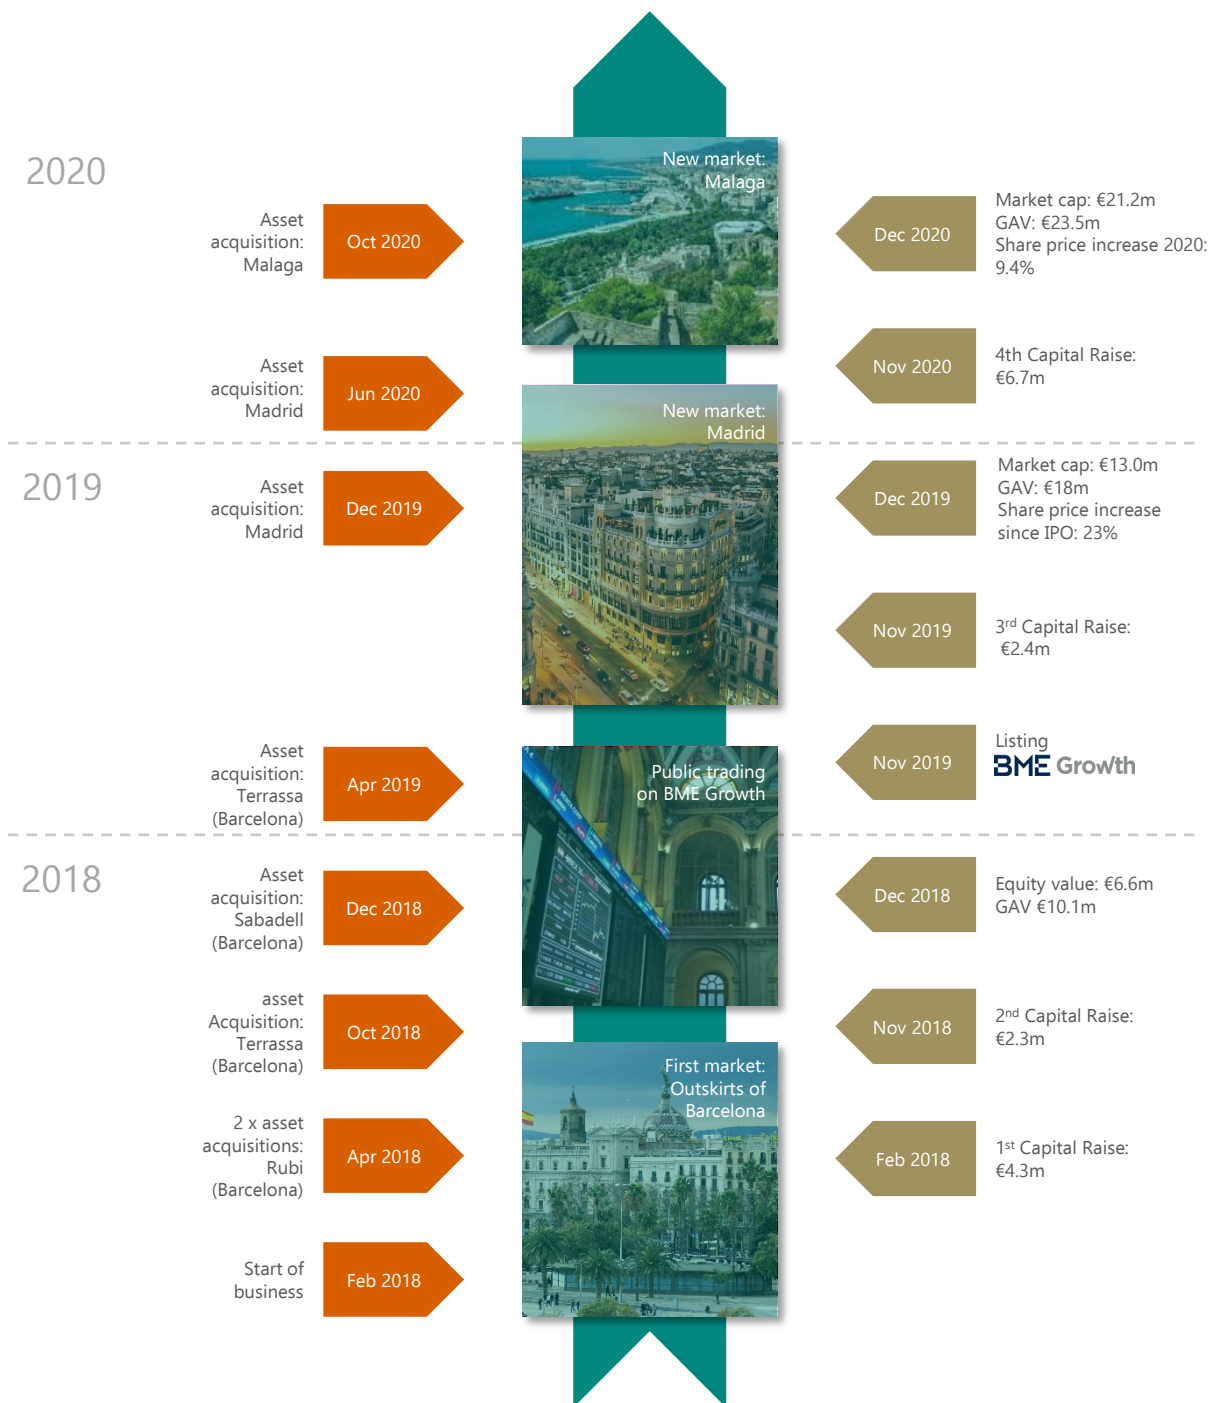 2020
Asset
acquisition:
Malaga
Oct 2020
New market:
Malaga
Dec 2020
Market cap: €21.2m
GAV: €23.5m
Share price increase 2020:
9.4%
Asset
acquisition:
Madrid
Jun 2020
Nov 2020
4th Capital Raise:
€6.7m
New market:
Madrid
2019
Asset
acquisition:
Madrid
Dec 2019
Dec 2019
Market cap: €13.0m
GAV: €18m
Share price increase
since IPO: 23%
Nov 2019
3rd Capital Raise:
€2.4m
Asset
acquisition:
Terrassa
(Barcelona)
Apr 2019
Public trading
on BME Growth
Nov 2019
Listing
BME Growth
2018
Asset
acquisition:
Sabadell
(Barcelona)
Dec 2018
Dec 2018
Equity value: €6.6m
GAV €10.1m
asset
Acquisition:
Terrassa
(Barcelona)
Oct 2018
Nov 2018
2nd Capital Raise:
€2.3m
First market:
Outskirts of
Barcelona
2 x asset
acquisitions:
Rubi
(Barcelona)
Apr 2018
Feb 2018
1st Capital Raise:
€4.3m
Start of
business
Feb 2018